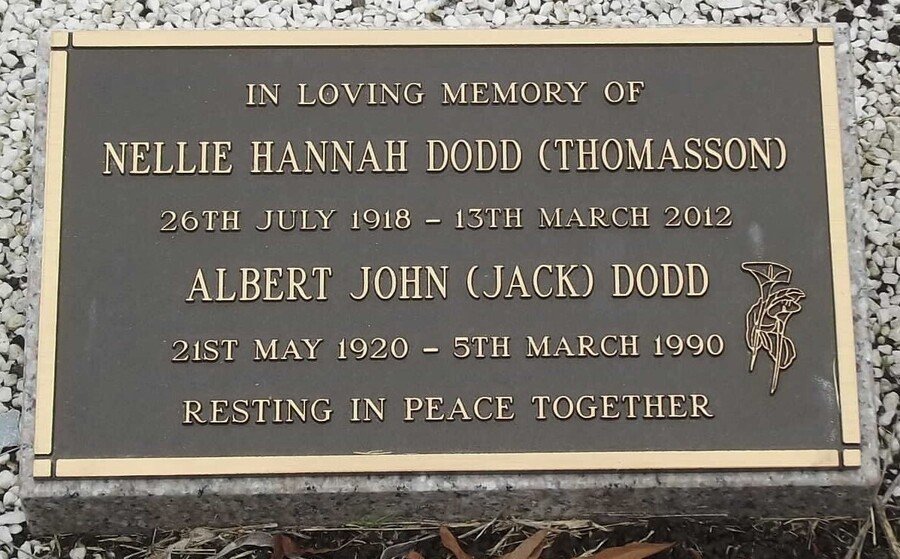 IN LOVING MEMORY OF
NELLIE HANNAH DODD (THOMASSON)
26TH JULY 1918 – 13TH MARCH 2012
ALBERT JOHN (JACK) DODD
21ST MAY 1920 – 5TH MARCH 1990
RESTING IN PEACE TOGETHER